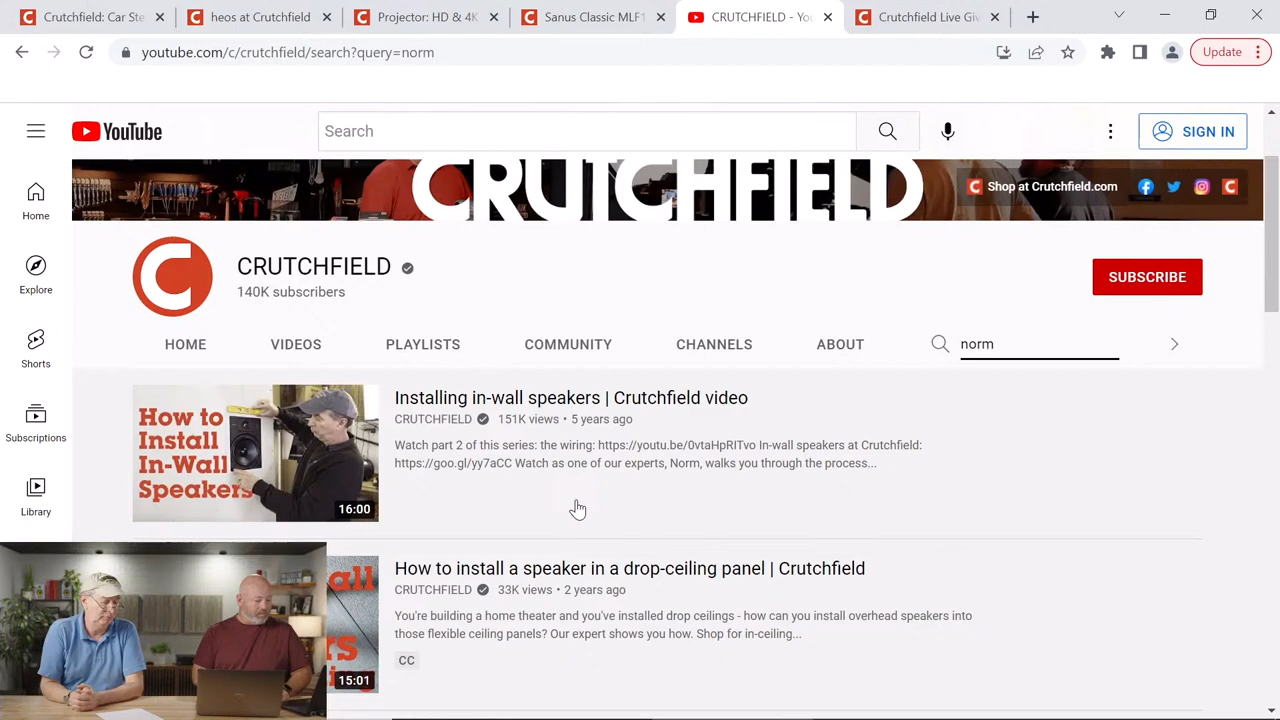 Crutchfield: Car Ste
heos at Crutchfield
Projector: HD & 4K
Sanus Classic MLF1
CRUTCHFIELD - You
Crutchfield Live Giv
youtube.com/c/crutchfield/search?query=norm
Update
YouTube
Search
SIGN IN
CRUTCHFIELD
Shop at Crutchfield.com
Home
Explore
Shorts
Subscriptions
Library
CRUTCHFIELD
140K subscribers
SUBSCRIBE
HOME
VIDEOS
PLAYLISTS
COMMUNITY
CHANNELS
ABOUT
norm
How to
Install
In-Wall
Speakers
16:00
Installing in-wall speakers | Crutchfield video
CRUTCHFIELD 151K views • 5 years ago
Watch part 2 of this series: the wiring: https://youtu.be/0vtaHpRITvo In-wall speakers at Crutchfield:
https://goo.gl/yy7aCC Watch as one of our experts, Norm, walks you through the process...
15:01
How to install a speaker in a drop-ceiling panel | Crutchfield
CRUTCHFIELD 33K views • 2 years ago
You're building a home theater and you've installed drop ceilings - how can you install overhead speakers into
those flexible ceiling panels? Our expert shows you how. Shop for in-ceiling...
CC